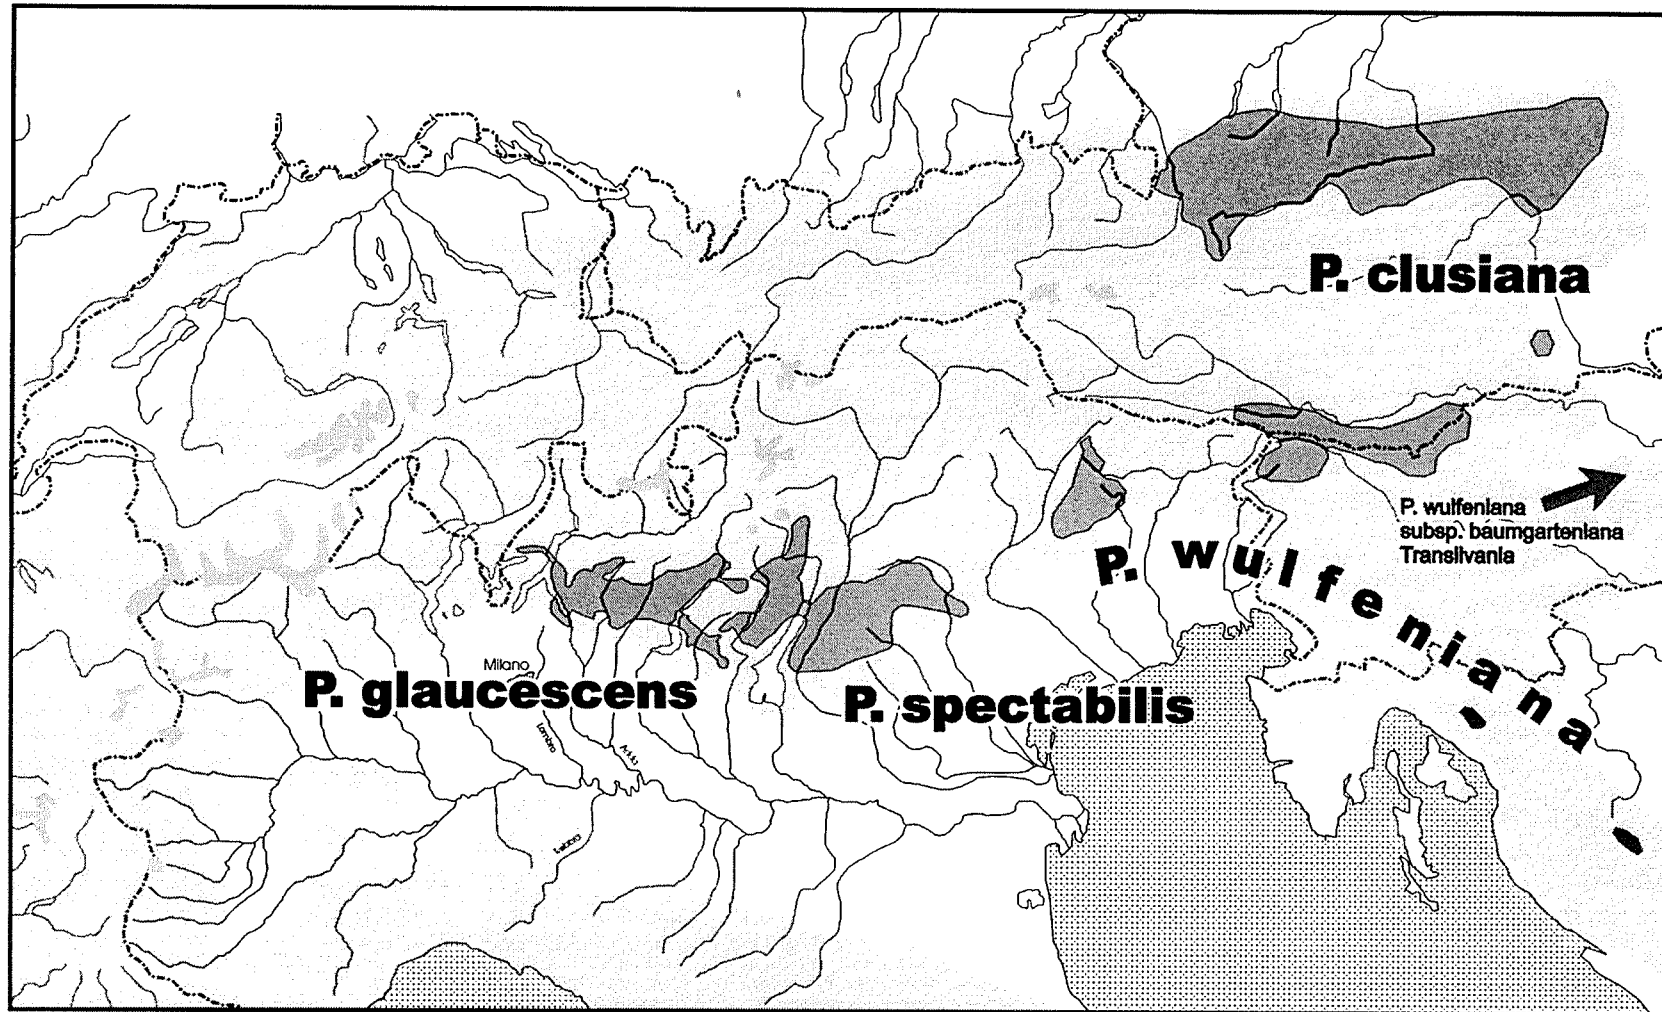 P. clusiana
P. wulfeniana
subsp. baumgarteniana
Transilvania
P. wulfeniana
Milano
P. glaucescens
P. spectabilis
Lambro
Adda